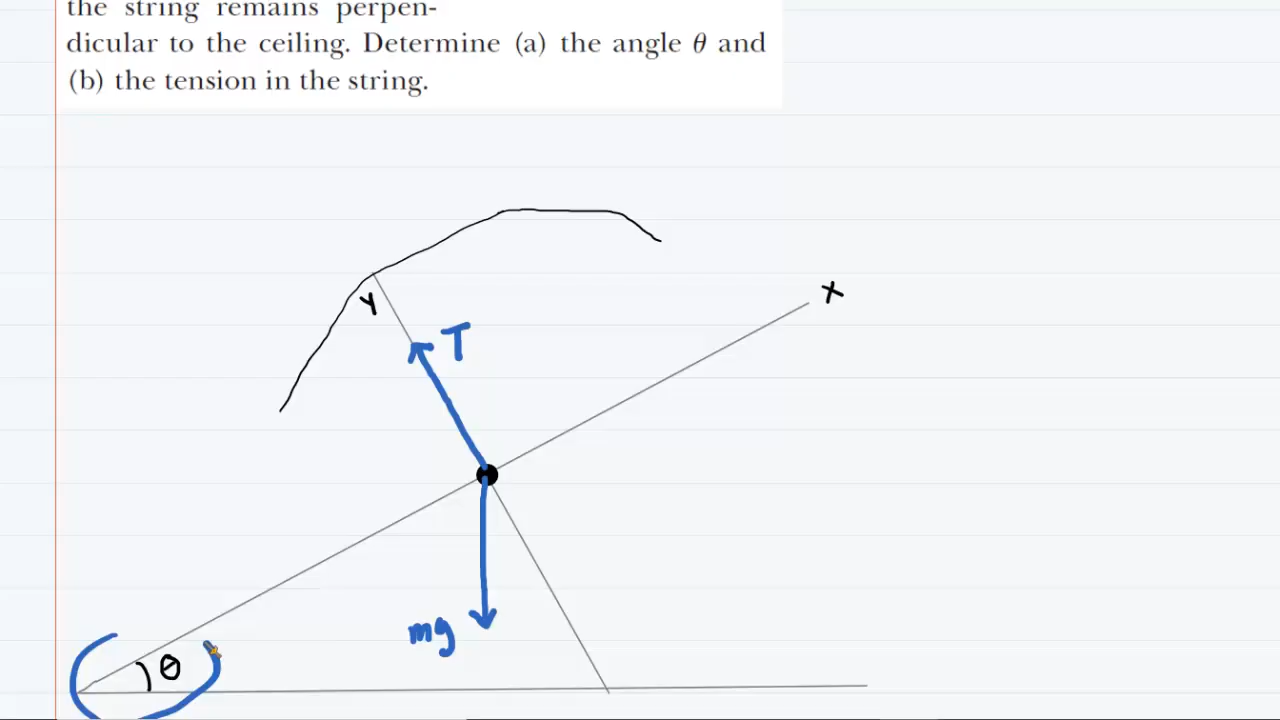 the string remains perpen-
dicular to the ceiling. Determine (a) the angle θ and
(b) the tension in the string.
X
Y
T
mg
θ